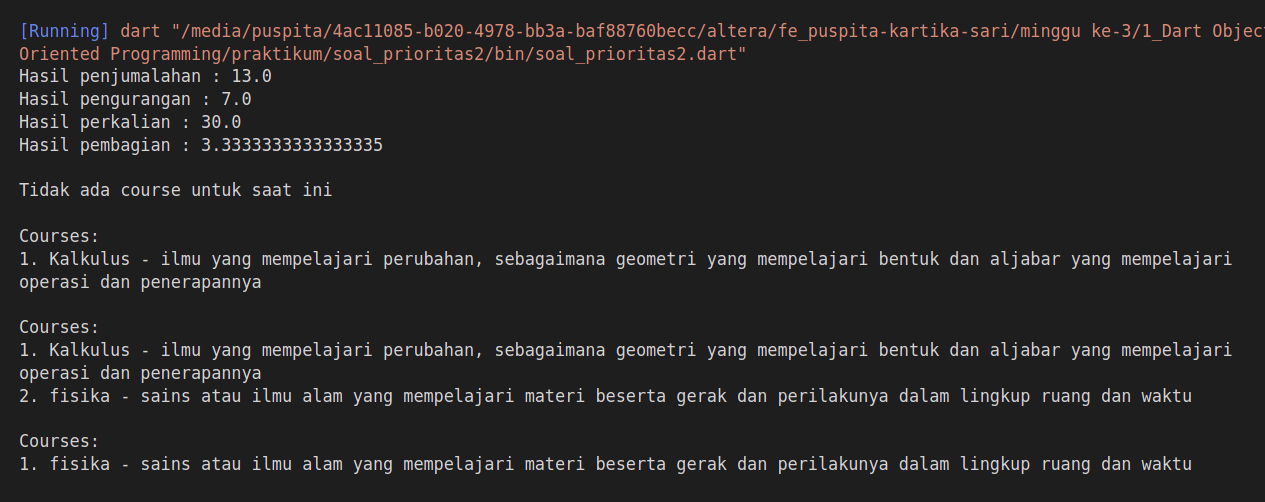 [Running] dart "/media/puspita/4ac11085-b020-4978-bb3a-baf88760becc/altera/fe_puspita-kartika-sari/minggu ke-3/1_Dart Objec
Oriented Programming/praktikum/soal_prioritas2/bin/soal_prioritas2.dart"
Hasil penjumalahan : 13.0
Hasil pengurangan : 7.0
Hasil perkalian : 30.0
Hasil pembagian : 3.3333333333333335
Tidak ada course untuk saat ini
Courses:
1. Kalkulus - ilmu yang mempelajari perubahan, sebagaimana geometri yang mempelajari bentuk dan aljabar yang mempelajari
operasi dan penerapannya
Courses:
1. Kalkulus - ilmu yang mempelajari perubahan, sebagaimana geometri yang mempelajari bentuk dan aljabar yang mempelajari
operasi dan penerapannya
2. fisika - sains atau ilmu alam yang mempelajari materi beserta gerak dan perilakunya dalam lingkup ruang dan waktu
Courses:
1. fisika - sains atau ilmu alam yang mempelajari materi beserta gerak dan perilakunya dalam lingkup ruang dan waktu